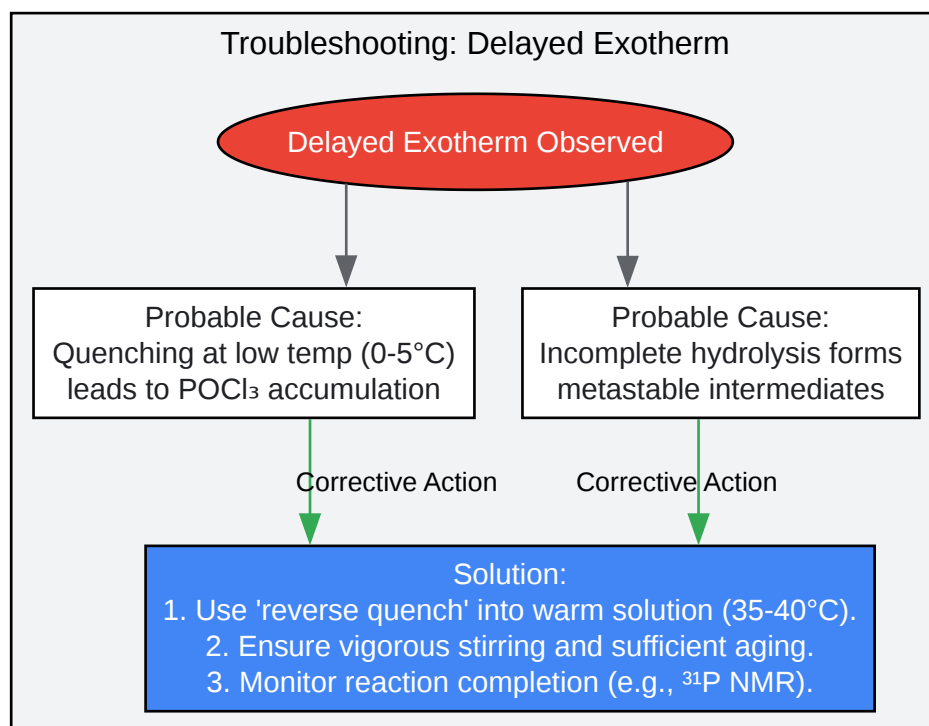 Troubleshooting: Delayed Exotherm
Delayed Exotherm Observed
Probable Cause:
Quenching at low temp (0-5°C)
leads to POCl₃ accumulation
Probable Cause:
Incomplete hydrolysis forms
metastable intermediates
Corrective Action
Corrective Action
Solution:
1. Use 'reverse quench' into warm solution (35-40°C).
2. Ensure vigorous stirring and sufficient aging.
3. Monitor reaction completion (e.g., ³¹P NMR).